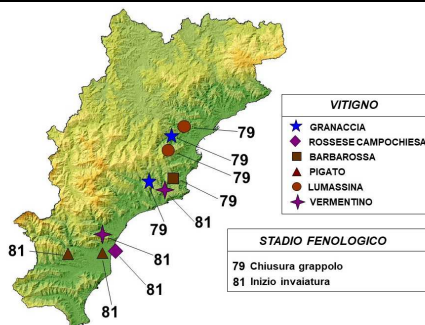 79
79
79
79
81
79
81
81
81
81
VITIGNO
GRANACCIA
ROSSESE CAMPOCHIESA
BARBAROSSA
PIGATO
LUMASSINA
VERMENTINO
STADIO FENOLOGICO
79 Chiusura grappolo
81 Inizio invaiatura